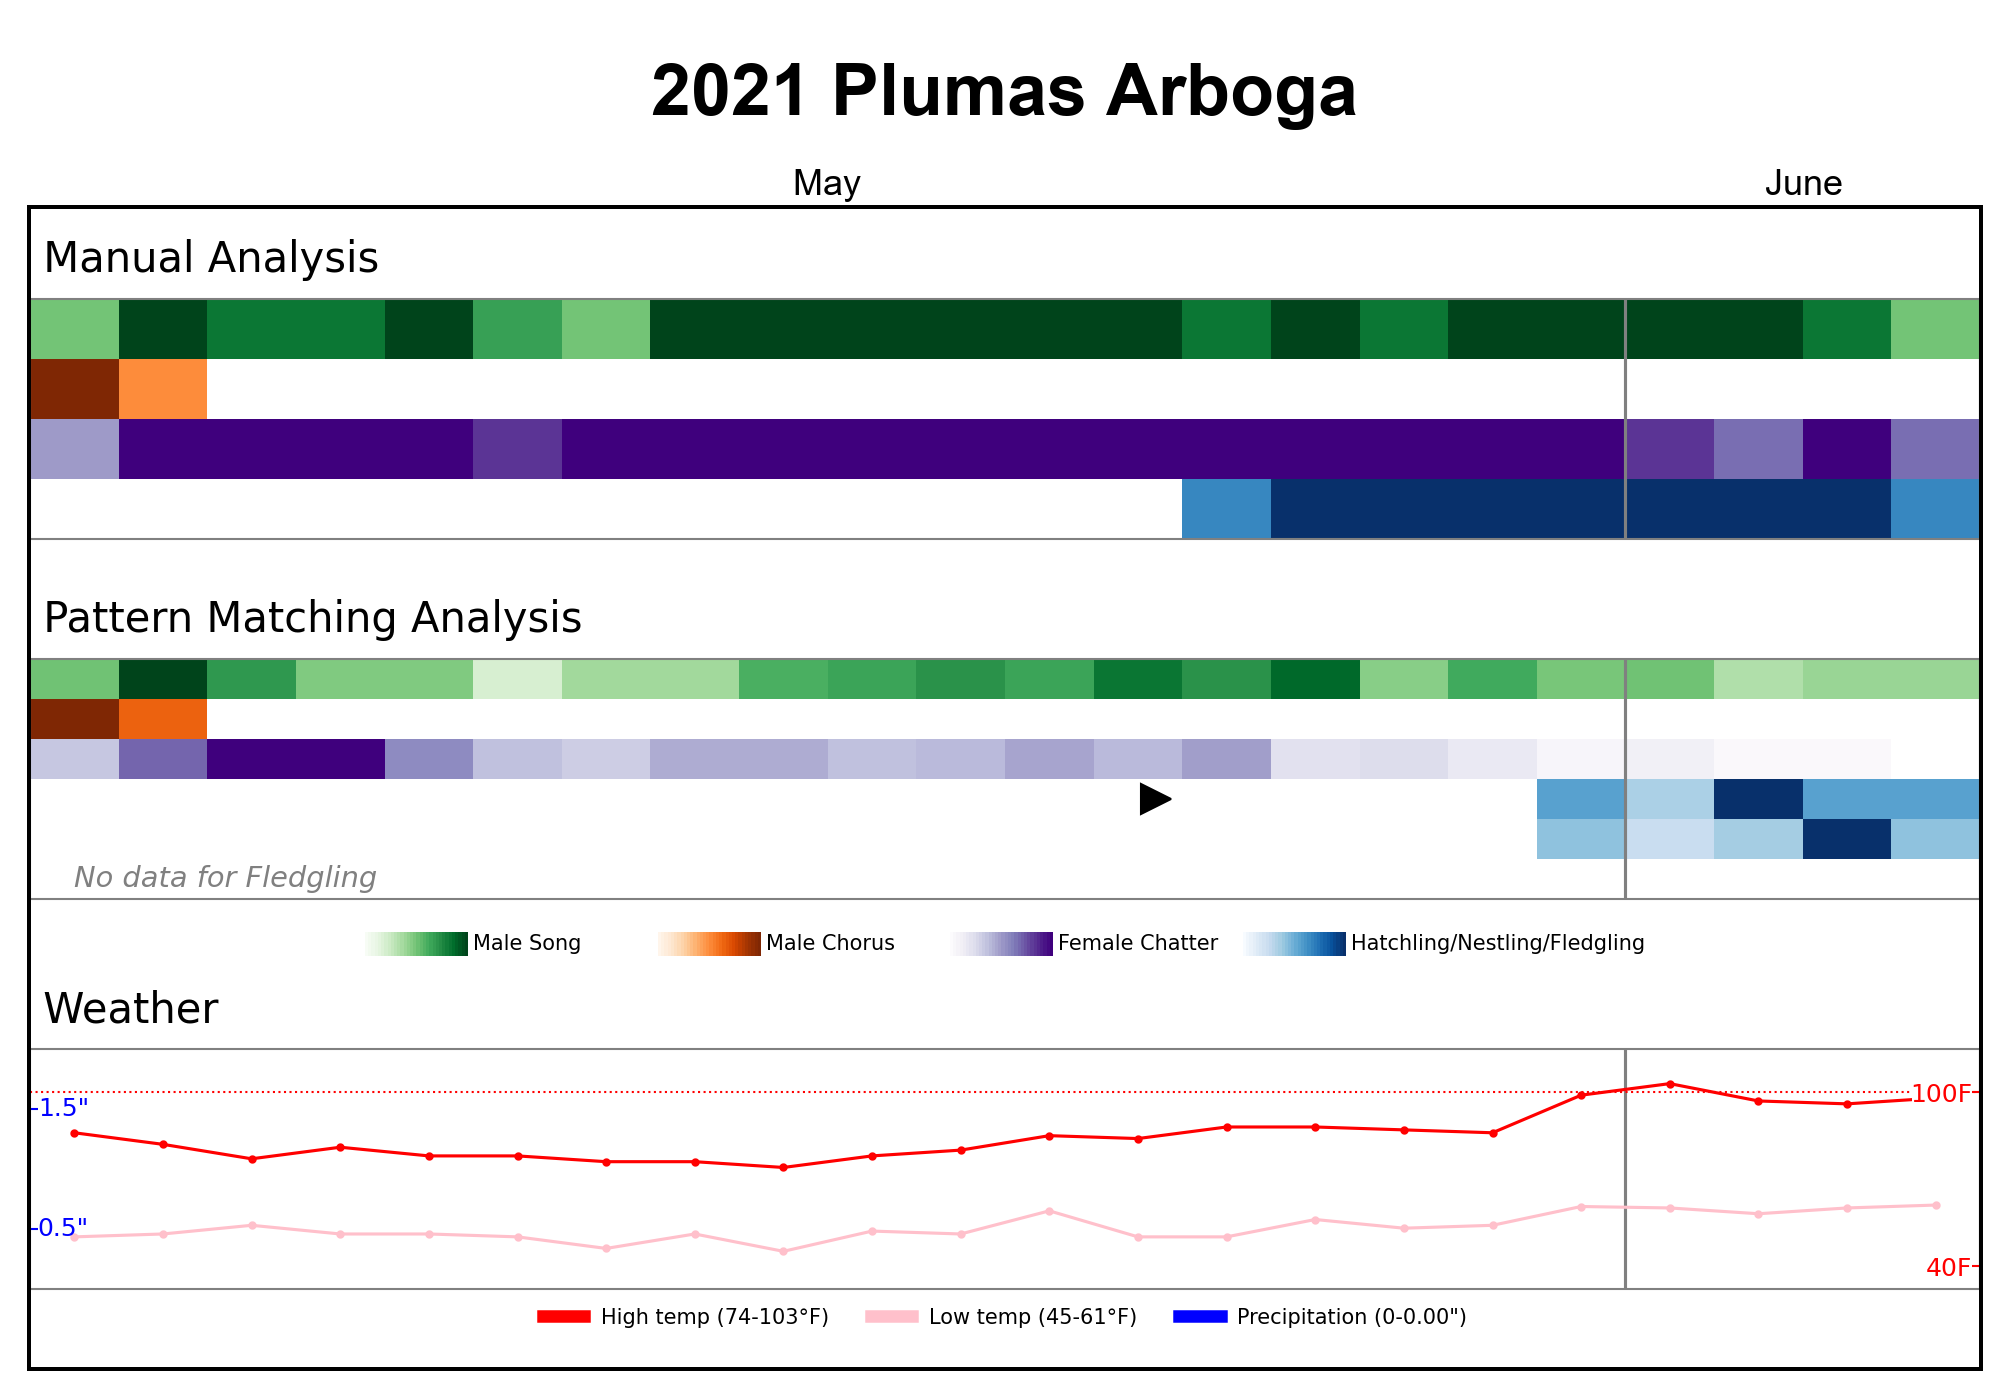 2021 Plumas Arboga
May June
Manual Analysis
Pattern Matching Analysis
No data for Fledgling
Male Song Male Chorus Female Chatter Hatchling/Nestling/Fledgling
Weather
100F
1.5"
0.5"
40F
High temp (74-103°F) Low temp (45-61°F) Precipitation (0-0.00")